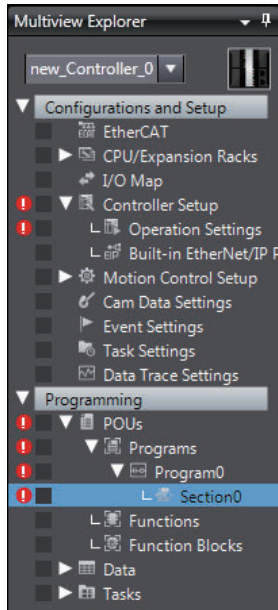 Multiview Explorer
new_Controller_0
Configurations and Setup
EtherCAT
CPU/Expansion Racks
I/O Map
Controller Setup
Operation Settings
Built-in EtherNet/IP P
Motion Control Setup
Cam Data Settings
Event Settings
Task Settings
Data Trace Settings
Programming
POUs
Programs
Program0
Section0
Functions
Function Blocks
Data
Tasks